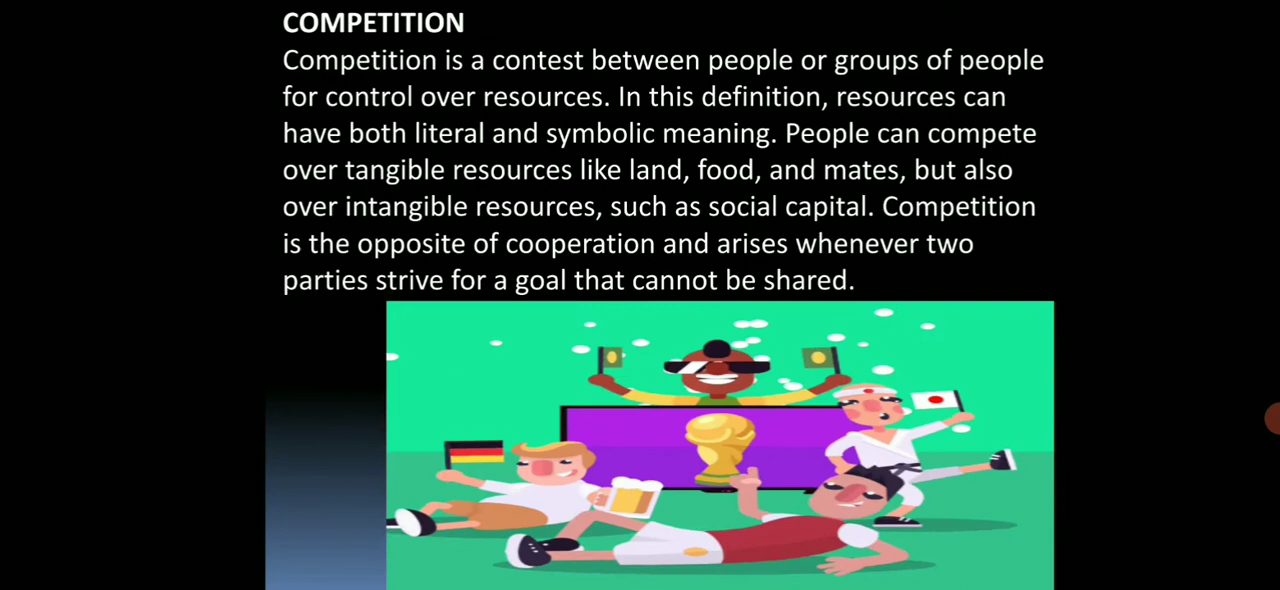 COMPETITION
Competition is a contest between people or groups of people
for control over resources. In this definition, resources can
have both literal and symbolic meaning. People can compete
over tangible resources like land, food, and mates, but also
over intangible resources, such as social capital. Competition
is the opposite of cooperation and arises whenever two
parties strive for a goal that cannot be shared.